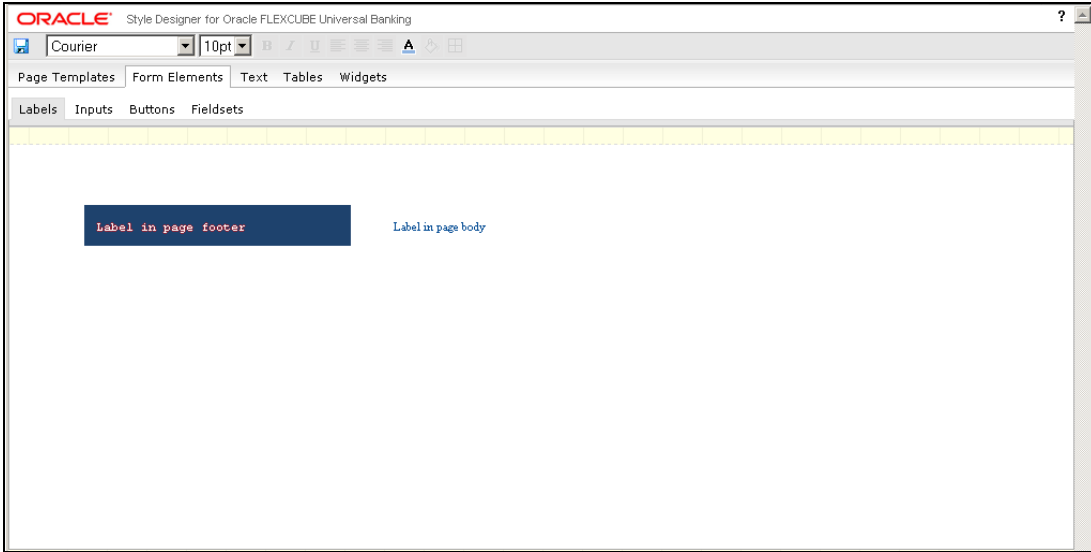 ORACLE® Style Designer for Oracle FLEXCUBE Universal Banking ?
Courier 10pt B I U A
Page Templates Form Elements Text Tables Widgets
Labels Inputs Buttons Fieldsets
Label in page footer Label in page body